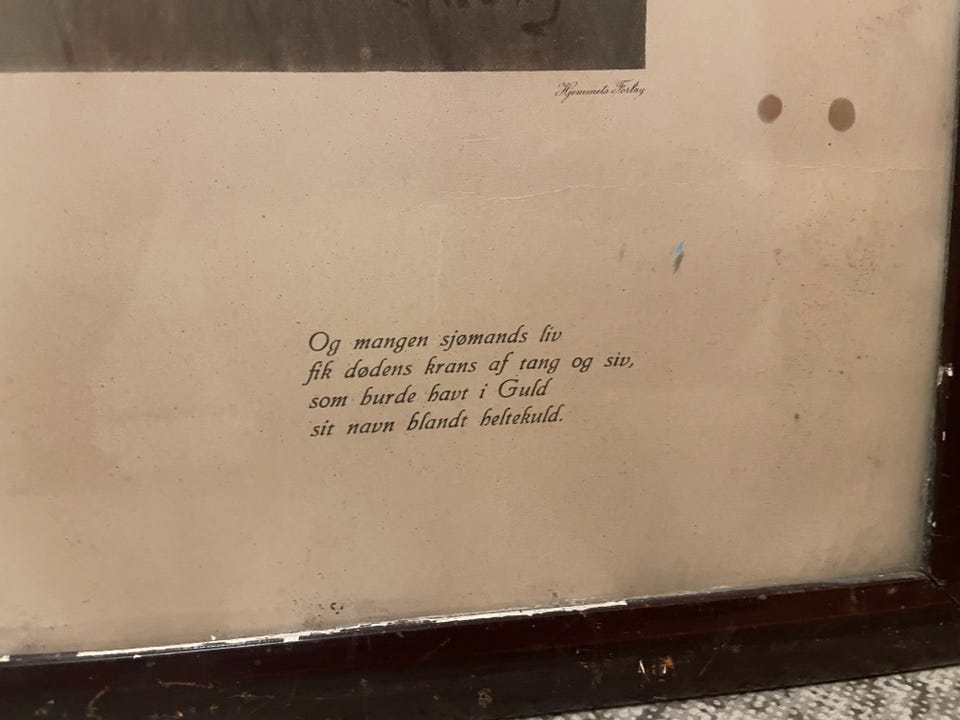 Hjemmets Forlag
Og mangen sjømands liv
fik dødens krans af tang og siv,
som burde havt i Guld
sit navn blandt heltekuld.